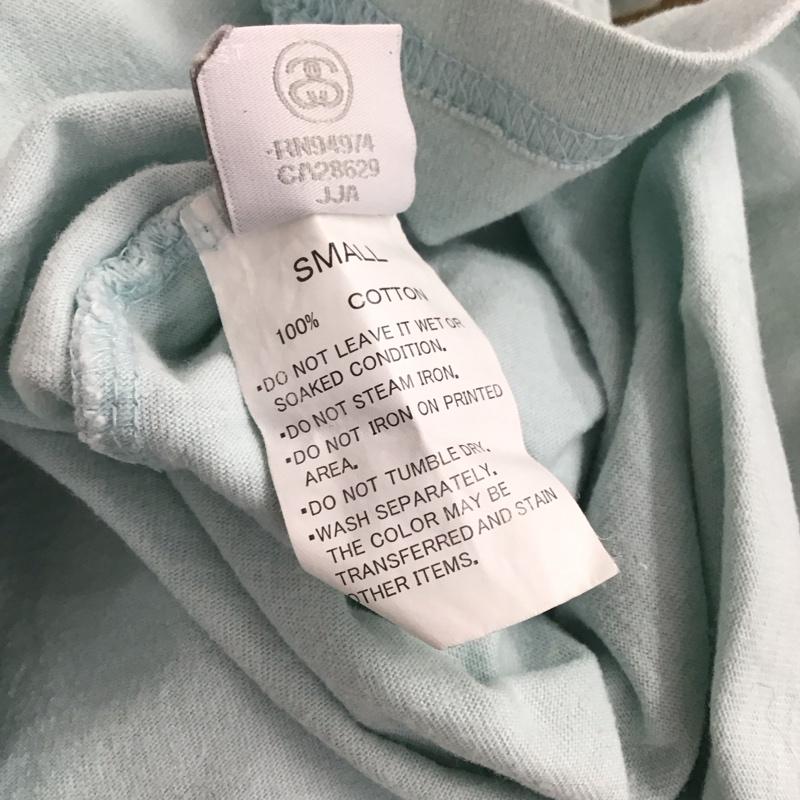 RN94974
CA28629
JJA
SMALL
100% COTTON
▪DO NOT LEAVE IT WET OR
SOAKED CONDITION.
▪DO NOT STEAM IRON.
▪DO NOT IRON ON PRINTED
AREA.
▪DO NOT TUMBLE DRY.
▪WASH SEPARATELY.
THE COLOR MAY BE
TRANSFERRED AND STAIN
OTHER ITEMS.